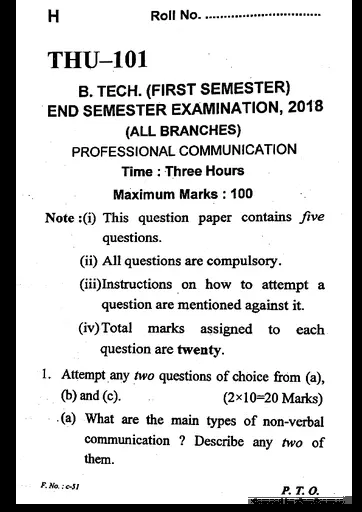 H Roll No. ................................
THU–101
B. TECH. (FIRST SEMESTER)
END SEMESTER EXAMINATION, 2018
(ALL BRANCHES)
PROFESSIONAL COMMUNICATION
Time : Three Hours
Maximum Marks : 100
Note :(i) This question paper contains five
questions.
(ii) All questions are compulsory.
(iii)Instructions on how to attempt a
question are mentioned against it.
(iv)Total marks assigned to each
question are twenty.
1. Attempt any two questions of choice from (a),
(b) and (c). (2×10=20 Marks)
(a) What are the main types of non-verbal
communication ? Describe any two of
them.
F. No. : c-51 P. T. O.